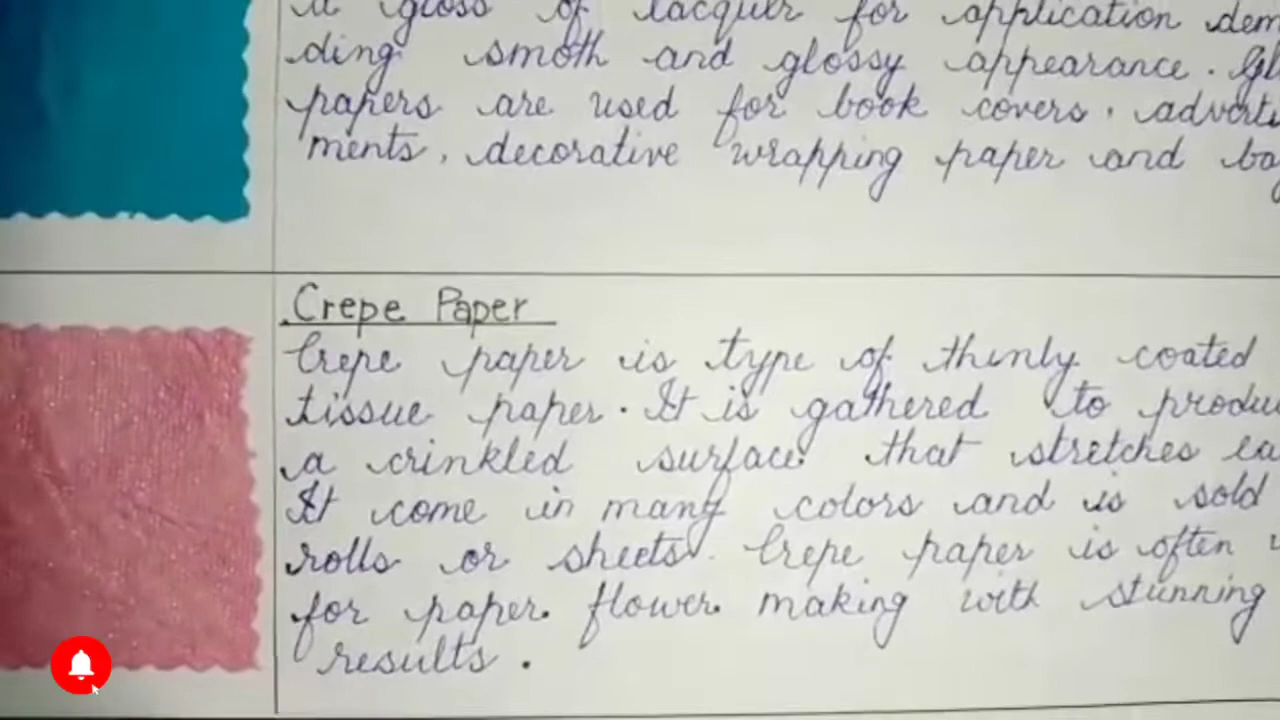 gloss of lacquer for application dem
ding smoth and glossy appearance. Gl
papers are used for book covers, adverti
ments, decorative wrapping paper and ba
Crepe Paper
Crepe paper is type of thinly coated
tissue paper. It is gathered to produ
a crinkled surface that stretches ea
It come in many colors and is sold
rolls or sheets. Crepe paper is often
for paper flower making with stunning
results.